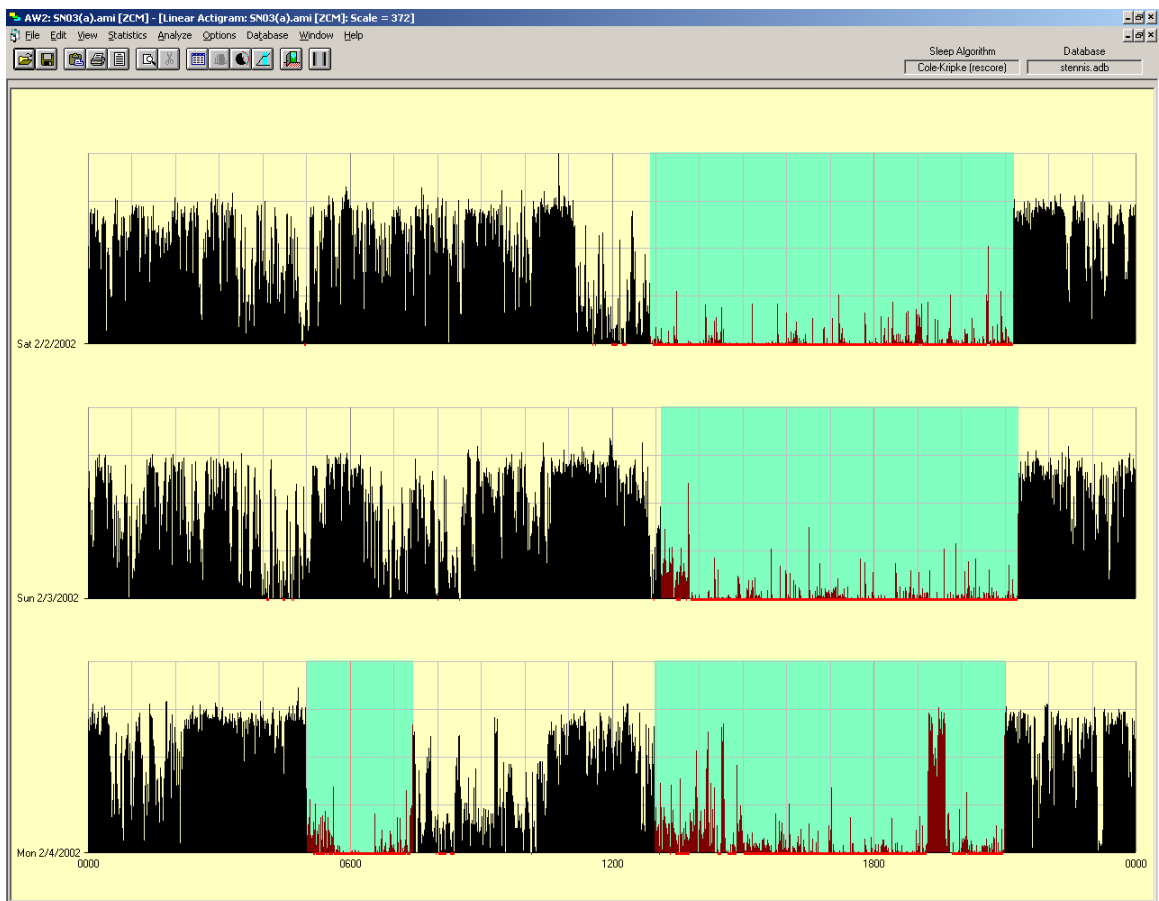 AW2: SN03(a).ami [ZCM] - [Linear Actigram: SN03(a).ami [ZCM]: Scale = 372]
File Edit View Statistics Analyze Options Database Window Help
Sleep Algorithm Database
Cole-Kripke (rescore) stennis.adb
Sat 2/2/2002
Sun 2/3/2002
Mon 2/4/2002
0000 0600 1200 1800 0000